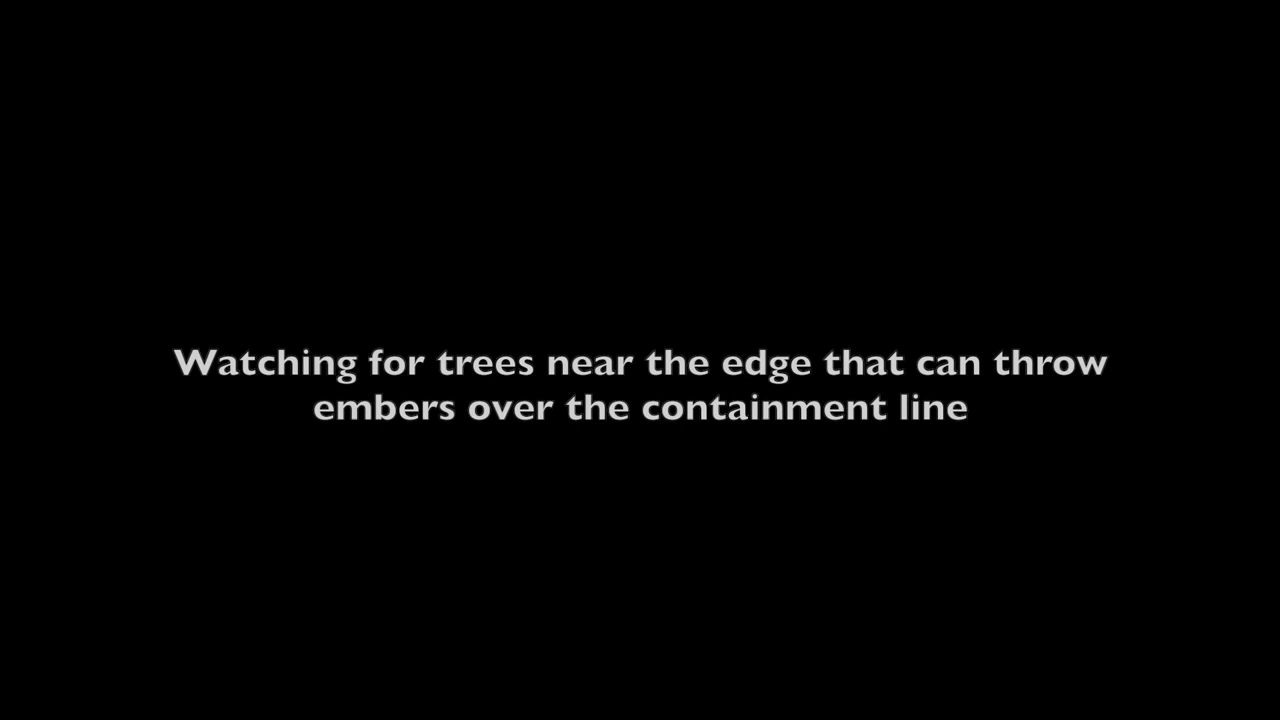 Watching for trees near the edge that can throw
embers over the containment line